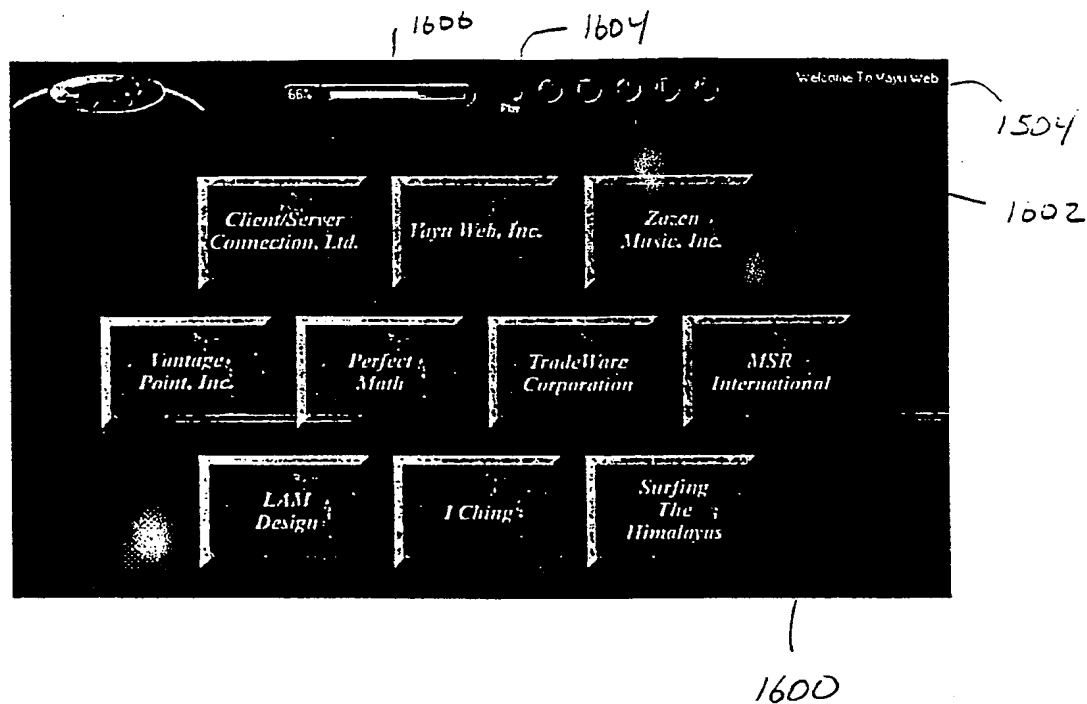 1606
1604
66%
Play
Welcome To Vayu Web
1504
1602
Client/Server
Connection, Ltd.
Vayu Web, Inc.
Zazen
Music, Inc.
Vantage
Point, Inc.
Perfect
Math
TradeWare
Corporation
MSR
International
LAM
Design
I Ching
Surfing
The
Himalayas
1600